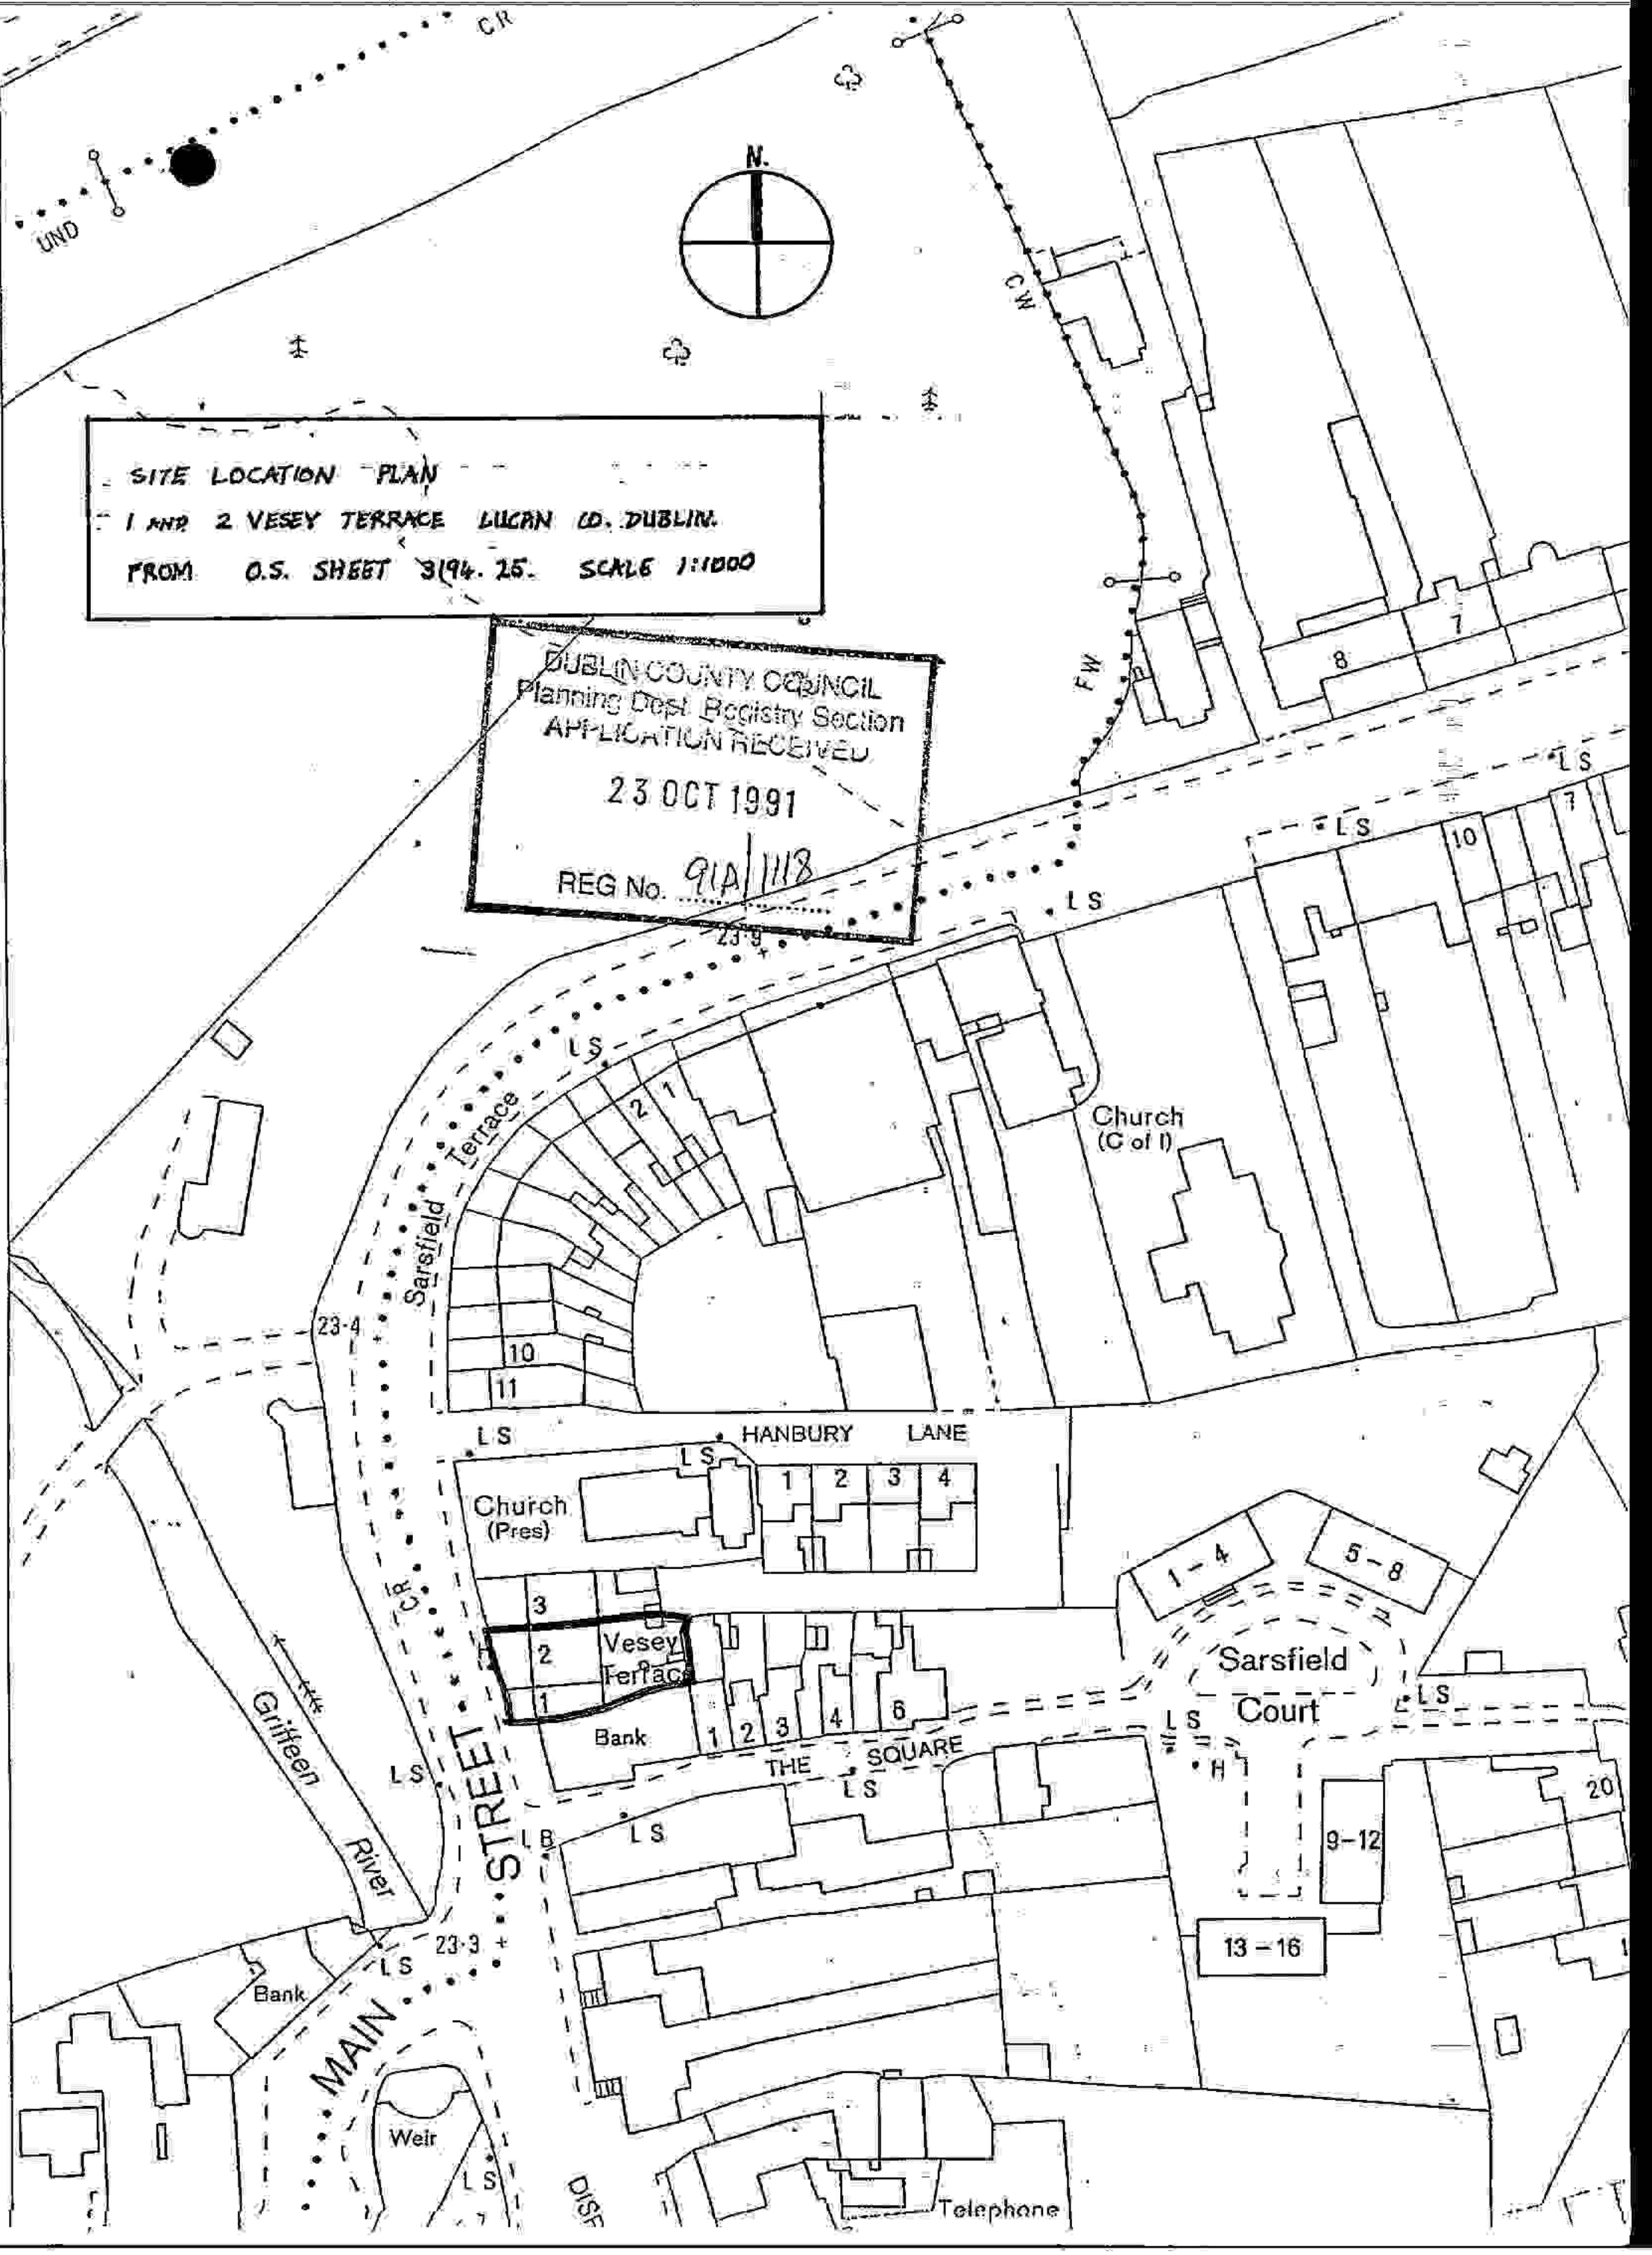 CR
UND
N.
CW
SITE LOCATION PLAN
1 AND 2 VESEY TERRACE LUCAN CO. DUBLIN.
FROM O.S. SHEET 3194. 25. SCALE 1:1000
DUBLIN COUNTY COUNCIL
Planning Dept. Registry Section
APPLICATION RECEIVED
23 OCT 1991
REG No. 91A/1118
FW
7
8
LS
LS
7
10
LS
23·9
LS
2 1
Sarsfield Terrace
Church
(C of I)
23·4
10
11
LS
HANBURY LANE
LS
Church
(Pres)
1 2 3 4
1 – 4
5 – 8
CR
3
2
1
Vesey
Terrace
Bank
1 2 3 4 6
THE SQUARE
LS
Sarsfield
Court
LS
LS
H
Griffeen River
LS
MAIN STREET
LB
LS
20
9–12
13 – 16
23·3
LS
Bank
Weir
LS
Telephone